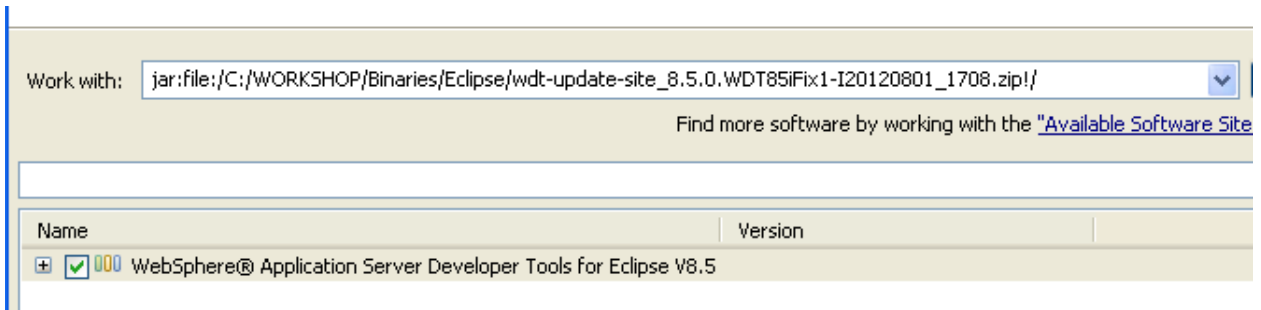 Work with: jar:file:/C:/WORKSHOP/Binaries/Eclipse/wdt-update-site_8.5.0.WDT85iFix1-I20120801_1708.zip!/
Find more software by working with the "Available Software Site
Name Version
WebSphere® Application Server Developer Tools for Eclipse V8.5